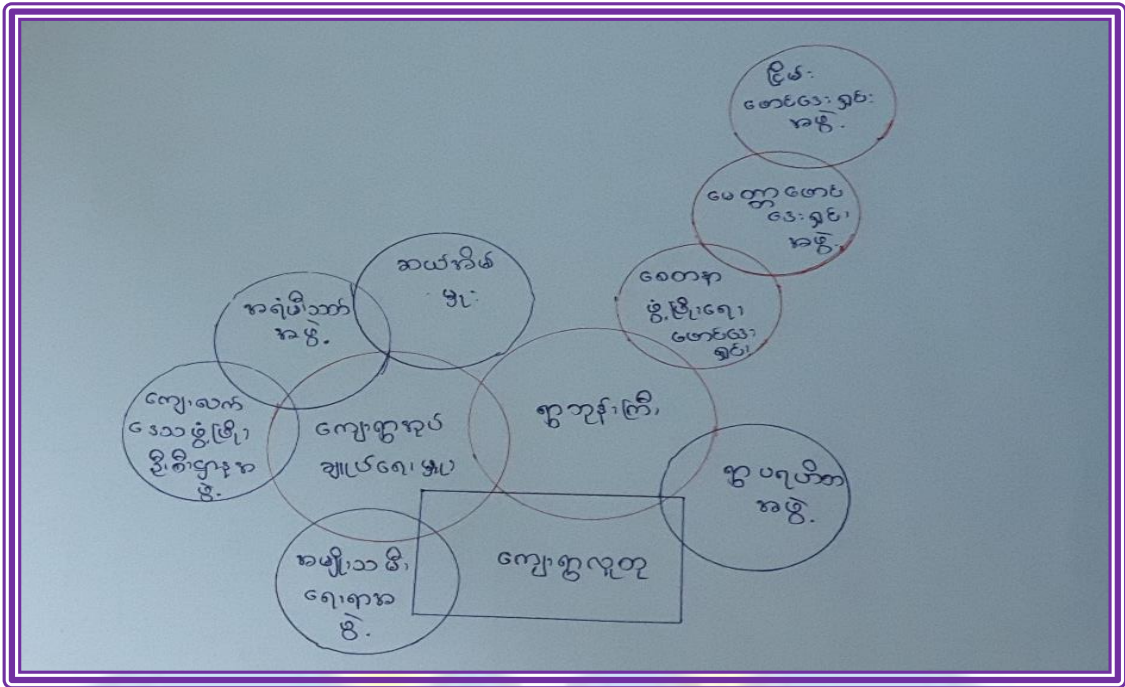 ငြိမ်း
ဖောင်ဒေးရှင်း
အဖွဲ့
မေတ္တာဖောင်
ဒေးရှင်း
အဖွဲ့
စေတနာ
ဖွံ့ဖြိုးရေး
ဖောင်ဒေး
ရှင်း
ဆယ်အိမ်
မှူး
အရံမီးသတ်
အဖွဲ့
ကျေးလက်
ဒေသဖွံ့ဖြိုး
ဦးစီးဌာနအ
ဖွဲ့
ကျေးရွာအုပ်
ချုပ်ရေးမှူး
ရွာဘုန်းကြီး
ရွာပရဟိတ
အဖွဲ့
အမျိုးသမီး
ရေးရာအ
ဖွဲ့
ကျေးရွာလူထု